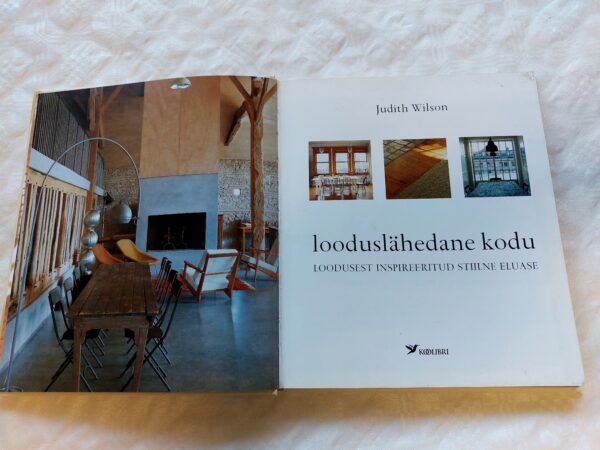 Judith Wilson
looduslähedane kodu
LOODUSEST INSPIREERITUD STIILNE ELUASE
KOOLIBRI